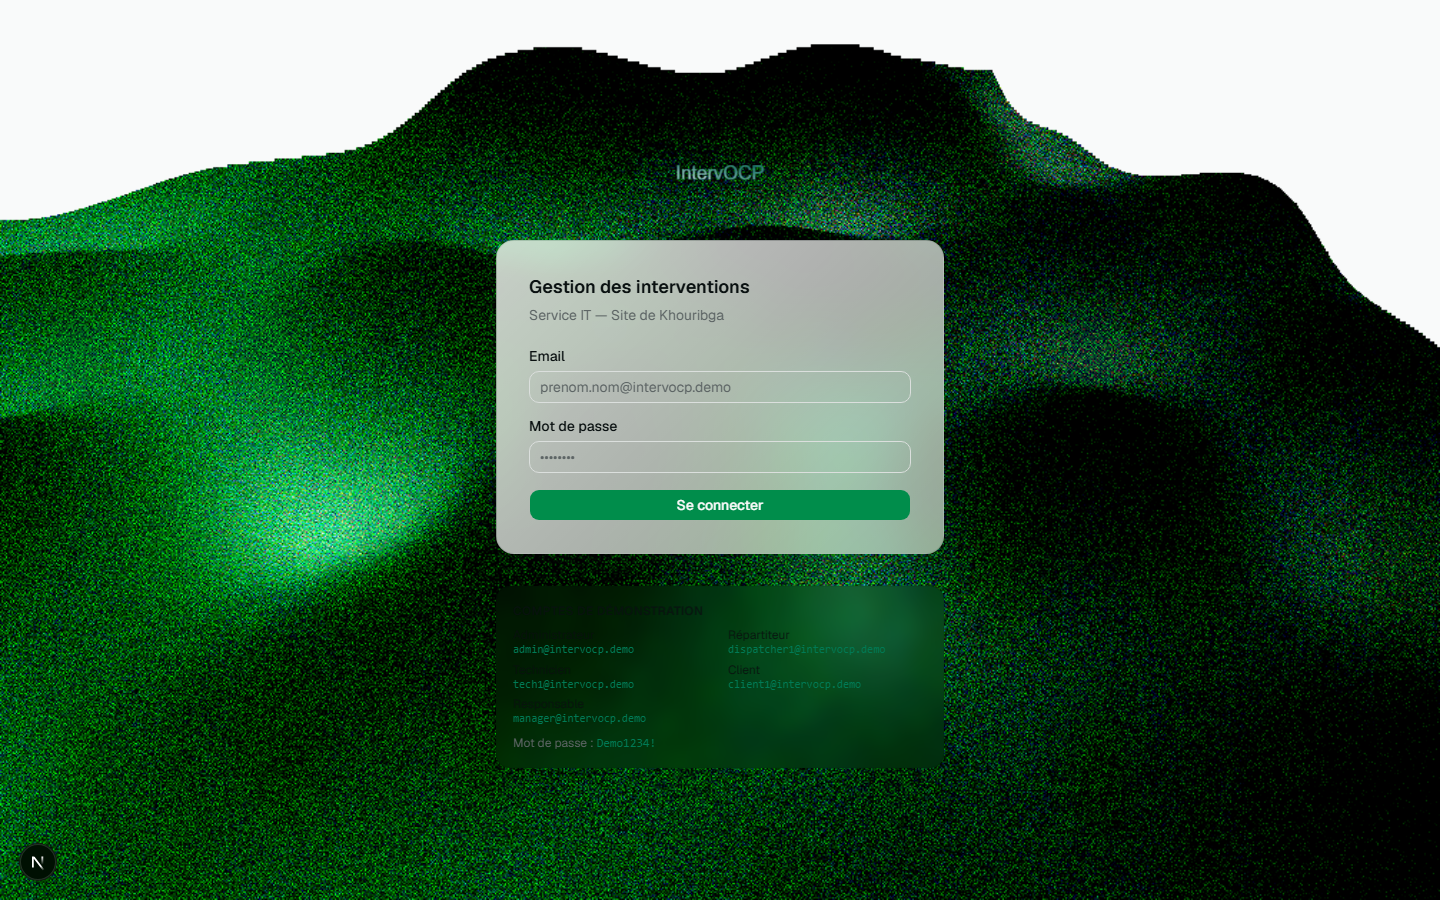 IntervOCP
Gestion des interventions
Service IT — Site de Khouribga
Email
prenom.nom@intervocp.demo
Mot de passe
••••••••
Se connecter
DÉMONSTRATION
Répartiteur
admin@intervocp.demo
dispatcher1@intervocp.demo
Client
tech1@intervocp.demo
client1@intervocp.demo
manager@intervocp.demo
Mot de passe : Demo1234!
N